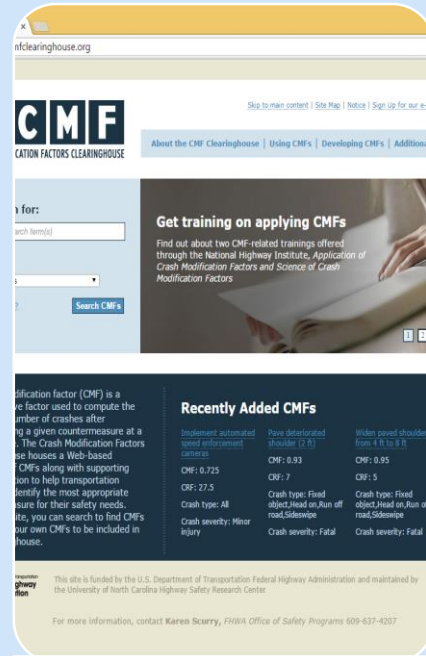 mfclearinghouse.org
Skip to main content | Site Map | Notice | Sign Up for our e-
CMF
ICATION FACTORS CLEARINGHOUSE
About the CMF Clearinghouse | Using CMFs | Developing CMFs | Additiona
h for:
arch term(s)
s
?
Search CMFs
Get training on applying CMFs
Find out about two CMF-related trainings offered
through the National Highway Institute, Application of
Crash Modification Factors and Science of Crash
Modification Factors
1 2
dification factor (CMF) is a
ve factor used to compute the
umber of crashes after
ng a given countermeasure at a
. The Crash Modification Factors
se houses a Web-based
f CMFs along with supporting
tion to help transportation
dentify the most appropriate
sure for their safety needs.
ite, you can search to find CMFs
our own CMFs to be included in
house.
Recently Added CMFs
Implement automated
speed enforcement
cameras
CMF: 0.725
CRF: 27.5
Crash type: All
Crash severity: Minor
injury
Pave deteriorated
shoulder (2 ft)
CMF: 0.93
CRF: 7
Crash type: Fixed
object,Head on,Run off
road,Sideswipe
Crash severity: Fatal
Widen paved shoulde
from 4 ft to 8 ft
CMF: 0.95
CRF: 5
Crash type: Fixed
object,Head on,Run o
road,Sideswipe
Crash severity: Fatal
ghway
tion
This site is funded by the U.S. Department of Transportation Federal Highway Administration and maintained by
the University of North Carolina Highway Safety Research Center
For more information, contact Karen Scurry, FHWA Office of Safety Programs 609-637-4207